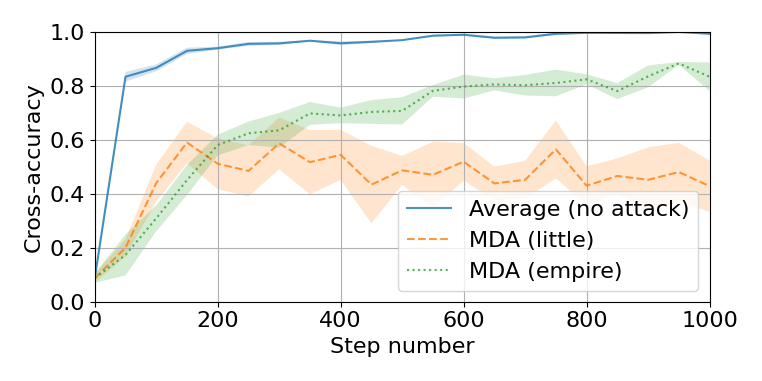 Cross-accuracy
1.0
0.8
0.6
0.4
0.2
0.0
Average (no attack)
MDA (little)
MDA (empire)
0 200 400 600 800 1000
Step number